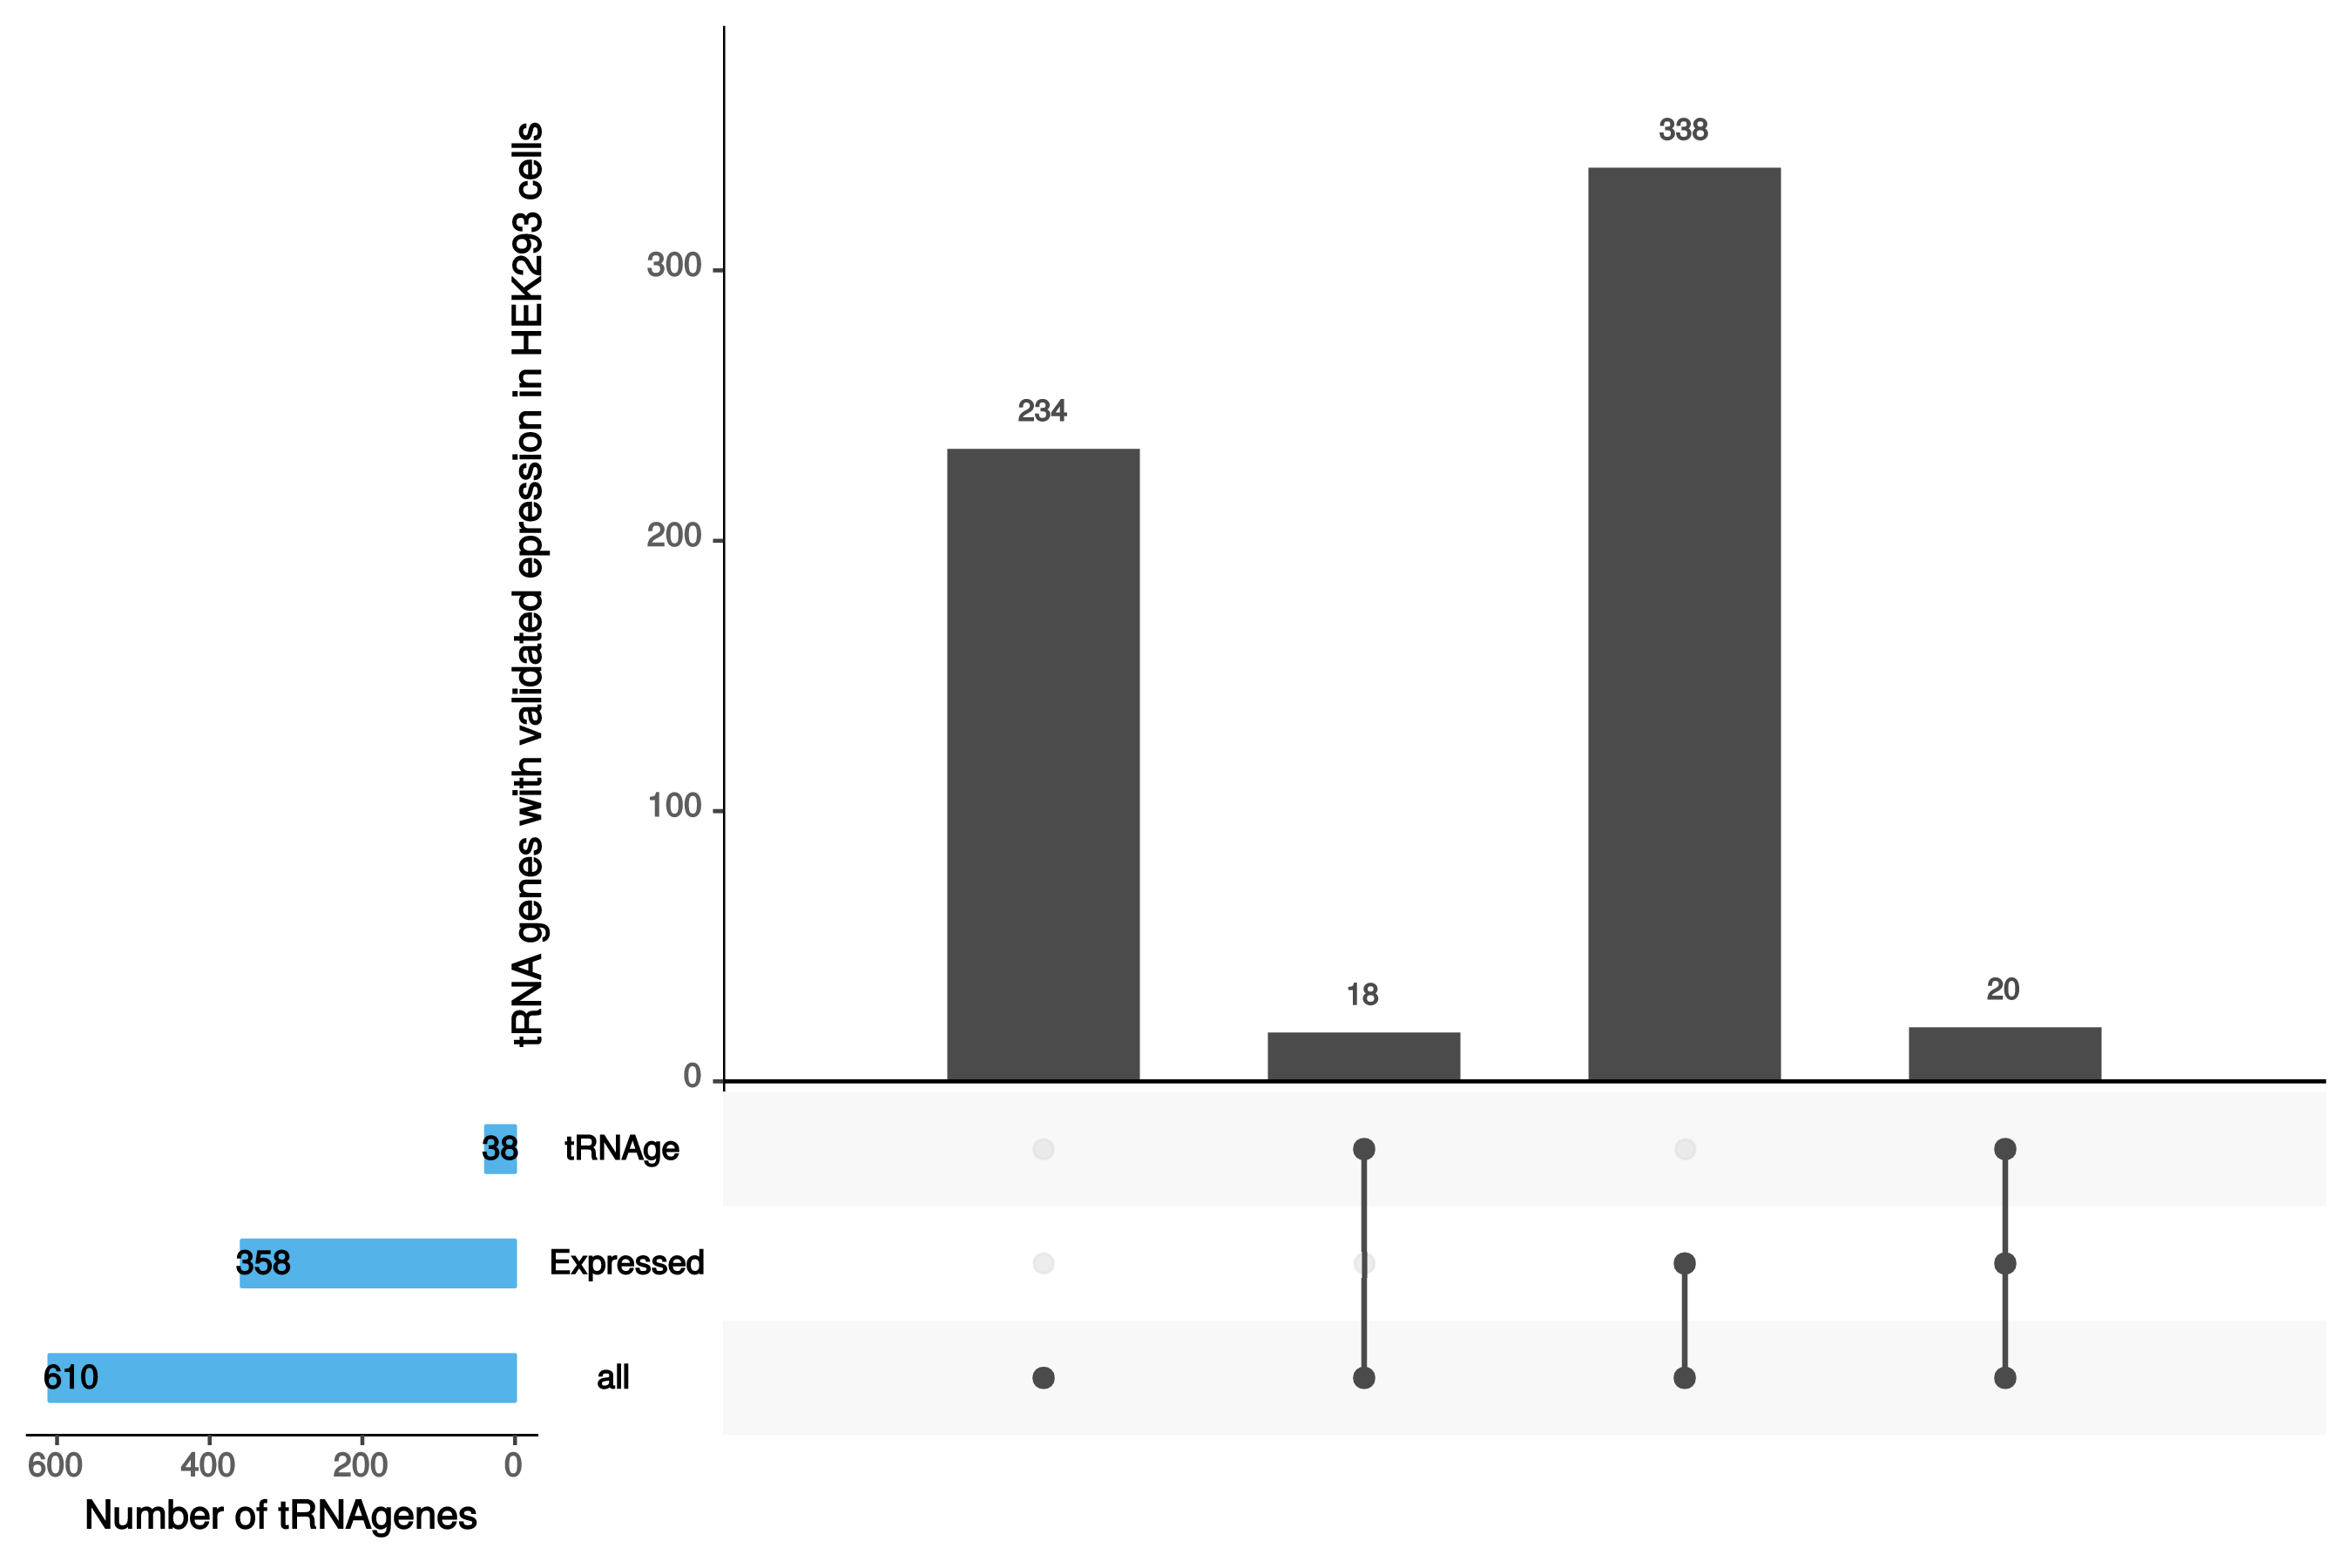 tRNA genes with validated epression in HEK293 cells
338
300
234
200
100
18
20
0
38
tRNAge
358
Expressed
610
all
600 400 200 0
Number of tRNAgenes